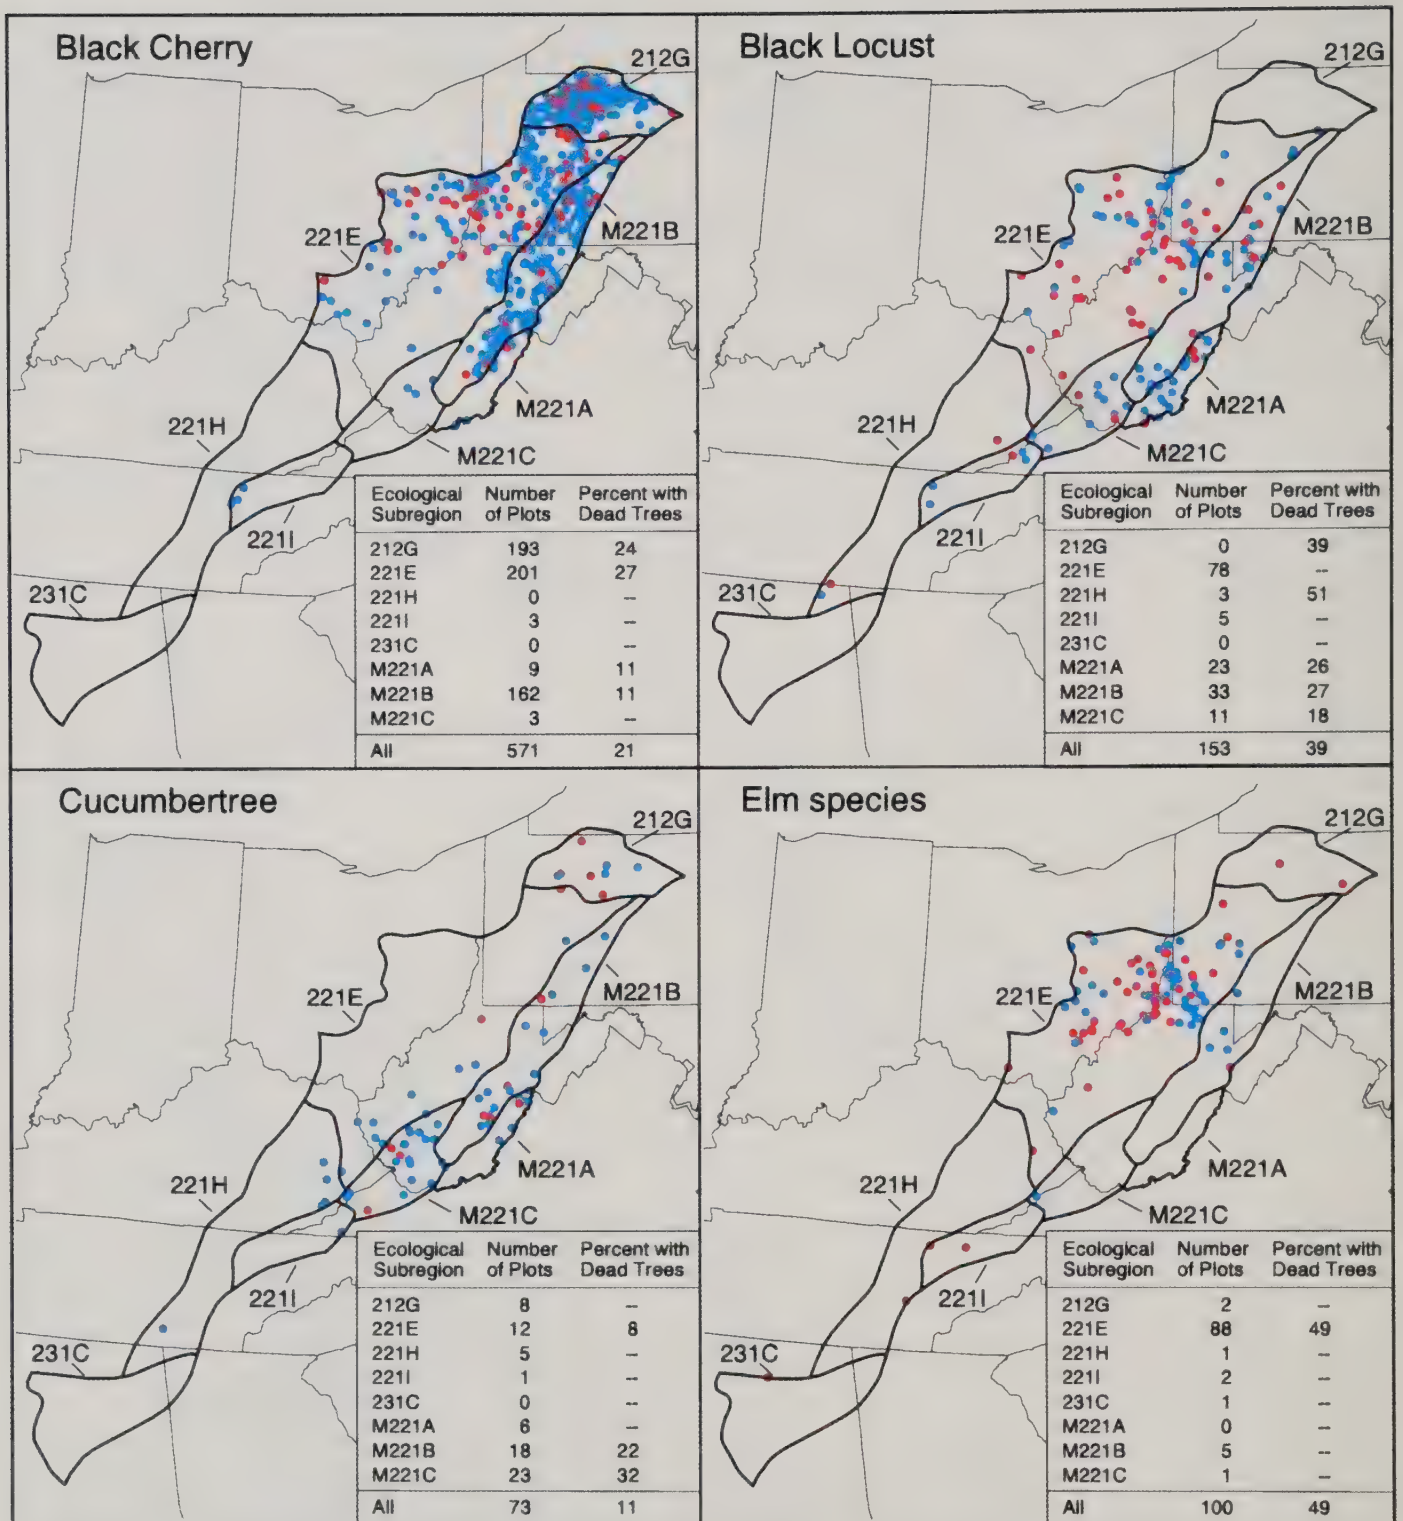 Black Cherry
212G
M221B
221E
M221A
221H
M221C
221I
231C
Ecological Subregion Number of Plots Percent with Dead Trees
212G 193 24
221E 201 27
221H 0 --
221I 3 --
231C 0 --
M221A 9 11
M221B 162 11
M221C 3 --
All 571 21
Black Locust
212G
M221B
221E
M221A
221H
M221C
221I
231C
Ecological Subregion Number of Plots Percent with Dead Trees
212G 0 39
221E 78 --
221H 3 51
221I 5 --
231C 0 --
M221A 23 26
M221B 33 27
M221C 11 18
All 153 39
Cucumbertree
212G
M221B
221E
M221A
221H
M221C
221I
231C
Ecological Subregion Number of Plots Percent with Dead Trees
212G 8 --
221E 12 8
221H 5 --
221I 1 --
231C 0 --
M221A 6 --
M221B 18 22
M221C 23 32
All 73 11
Elm species
212G
M221B
221E
M221A
221H
M221C
221I
231C
Ecological Subregion Number of Plots Percent with Dead Trees
212G 2 --
221E 88 49
221H 1 --
221I 2 --
231C 1 --
M221A 0 --
M221B 5 --
M221C 1 --
All 100 49